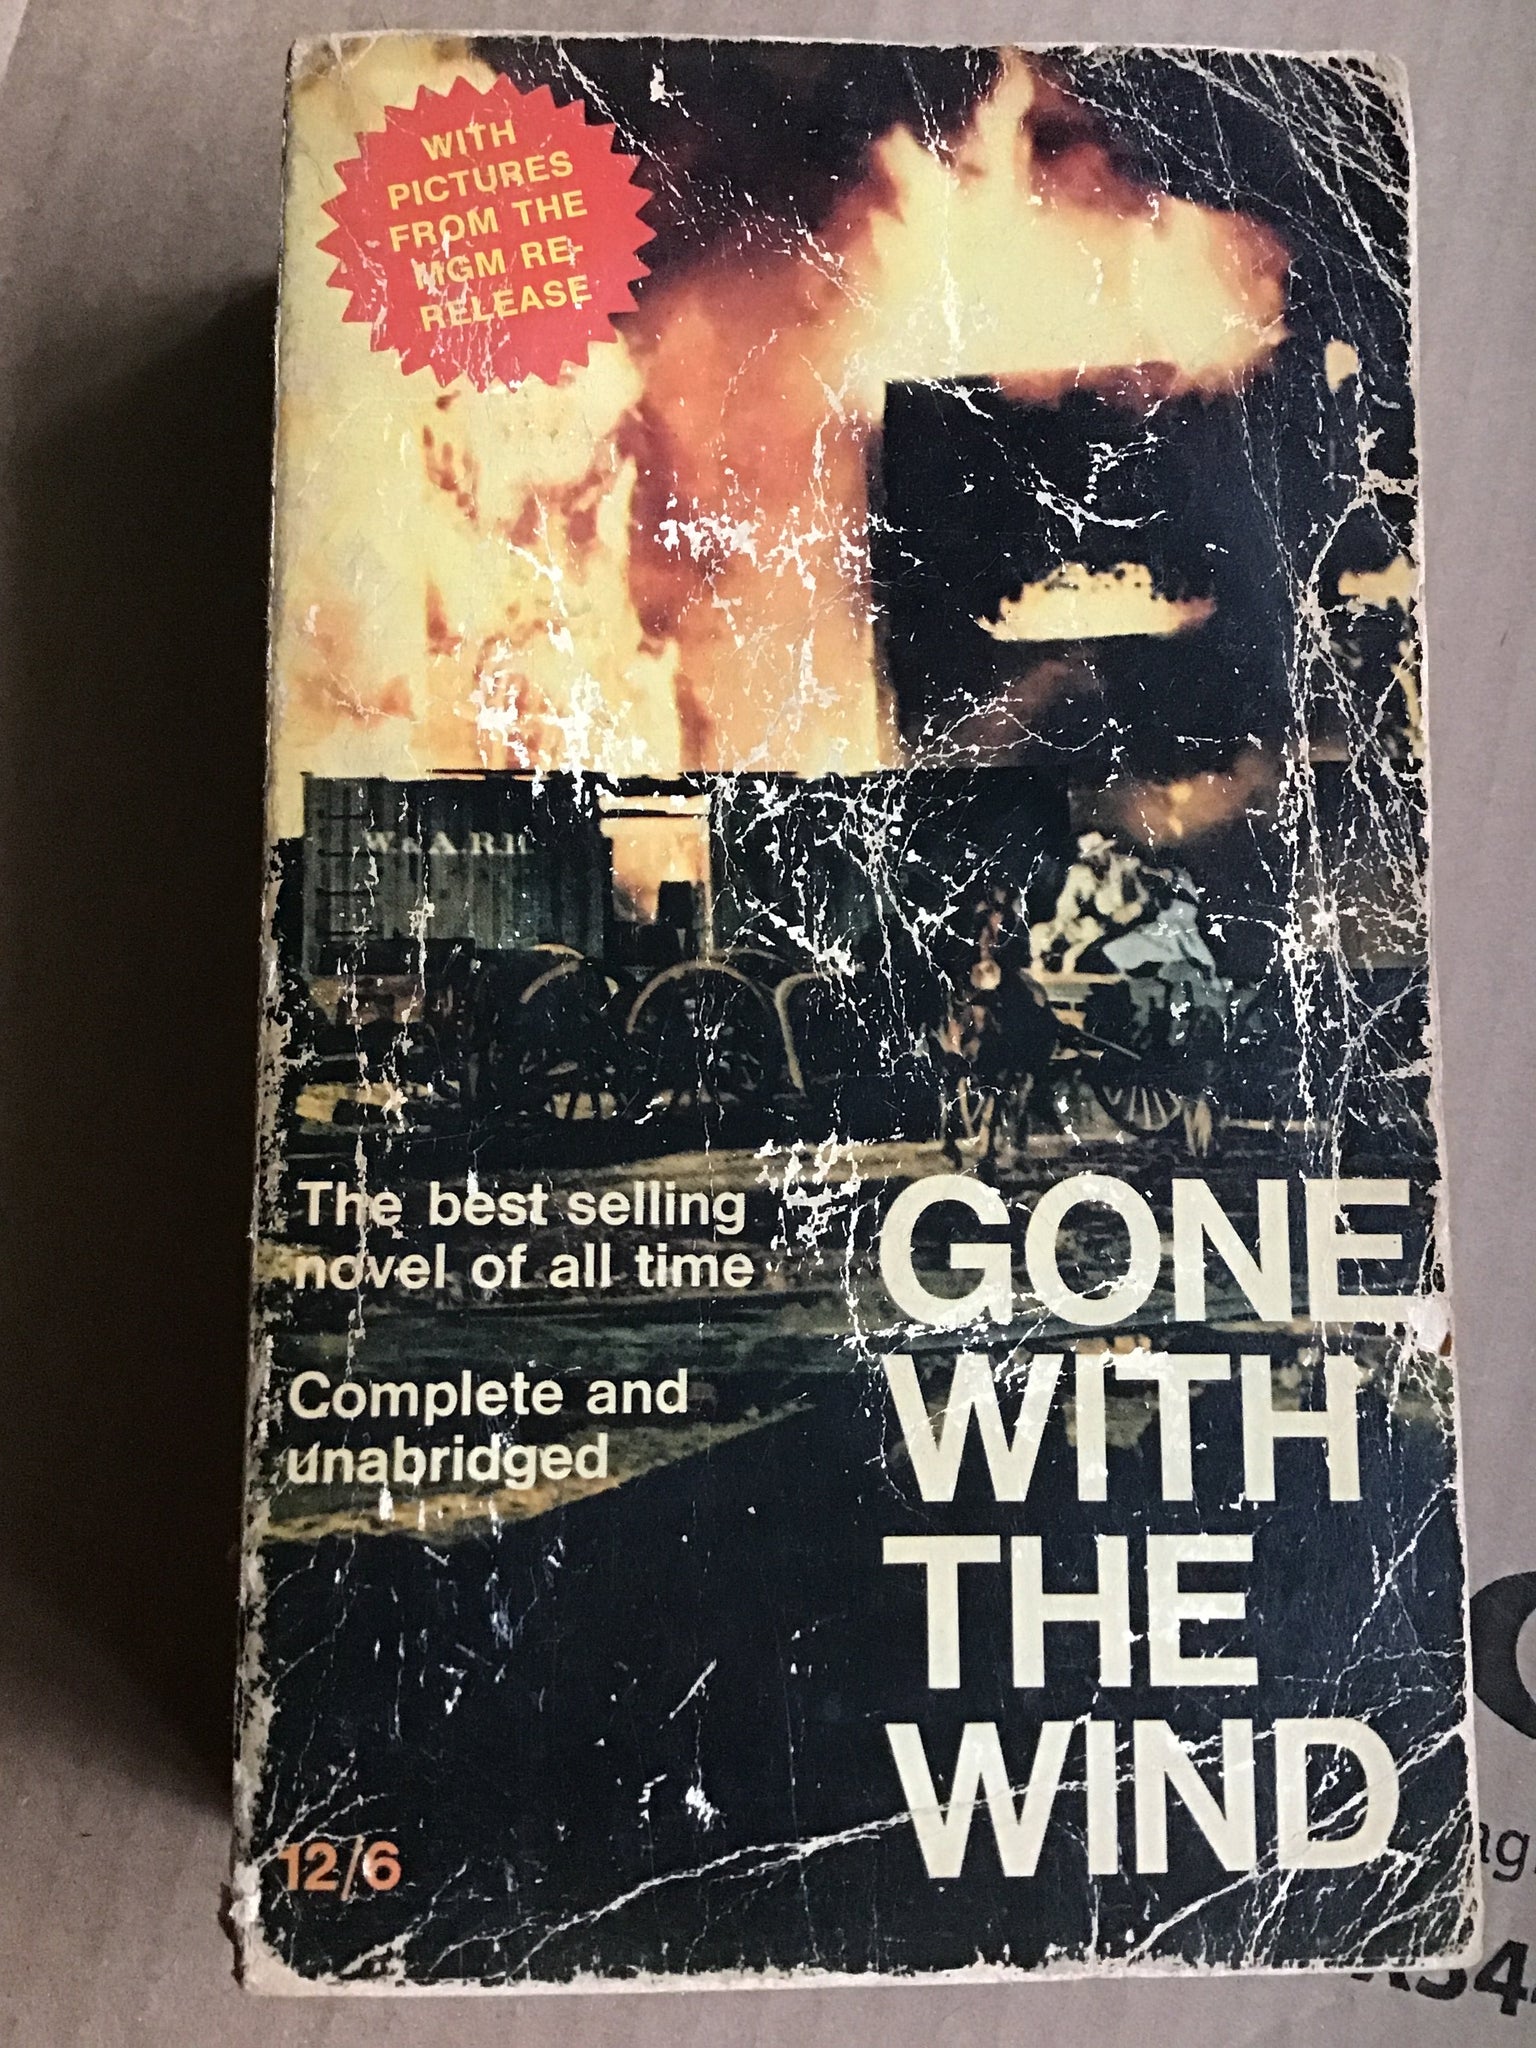 WITH
PICTURES
FROM THE
MGM RE-
RELEASE
W. & A.R.R.
The best selling
novel of all time
Complete and
unabridged
GONE
WITH
THE
WIND
12/6